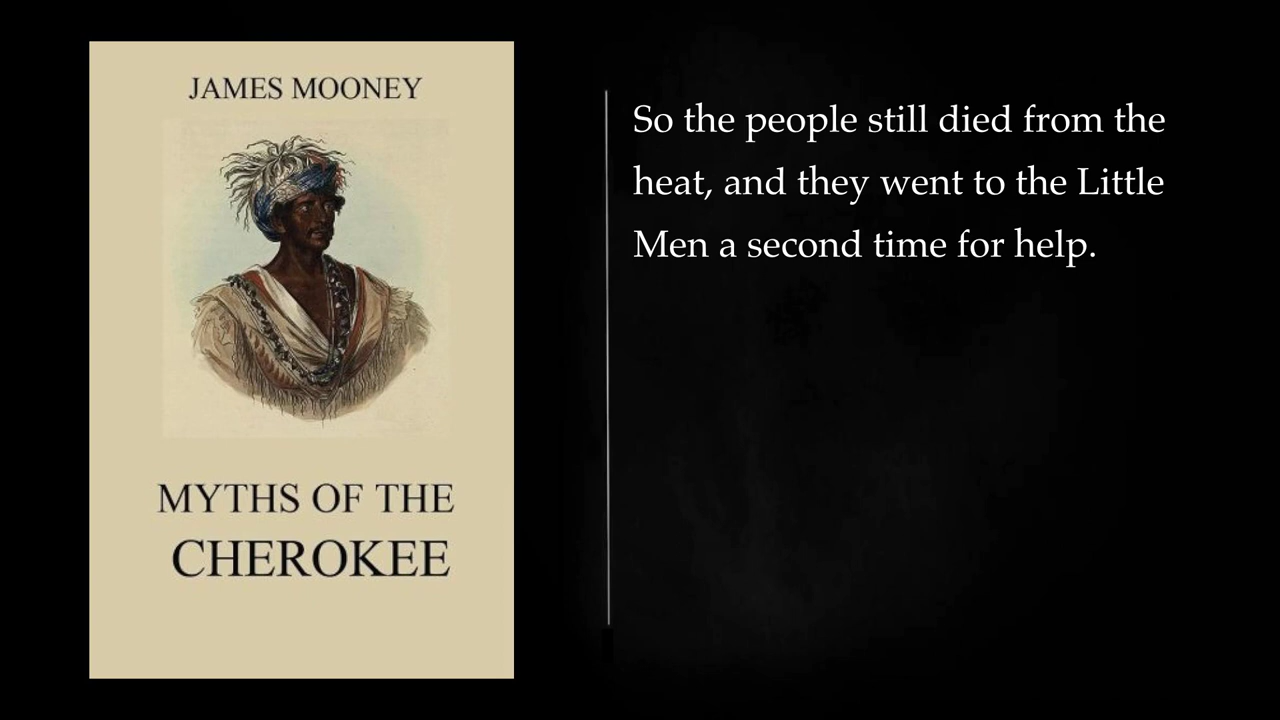 JAMES MOONEY
MYTHS OF THE
CHEROKEE
So the people still died from the
heat, and they went to the Little
Men a second time for help.